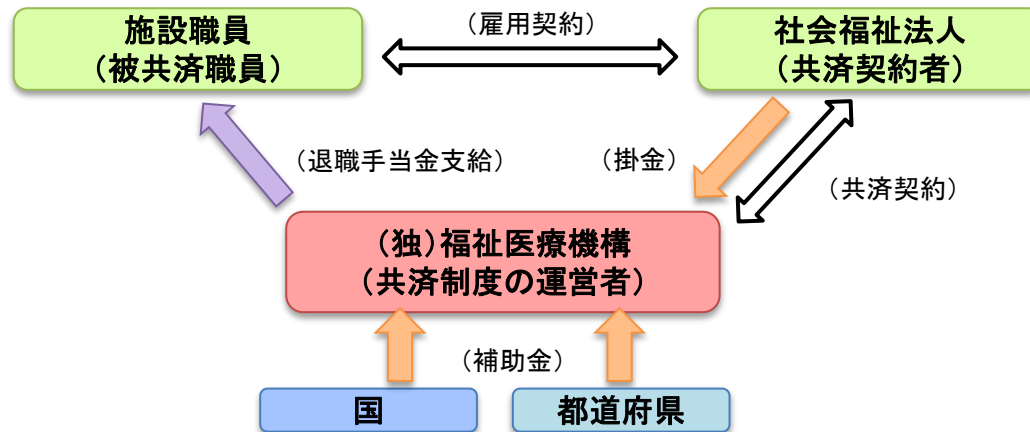 施設職員
（被共済職員）
（雇用契約）
社会福祉法人
（共済契約者）
（退職手当金支給）
（掛金）
（共済契約）
（独）福祉医療機構
（共済制度の運営者）
（補助金）
国
都道府県